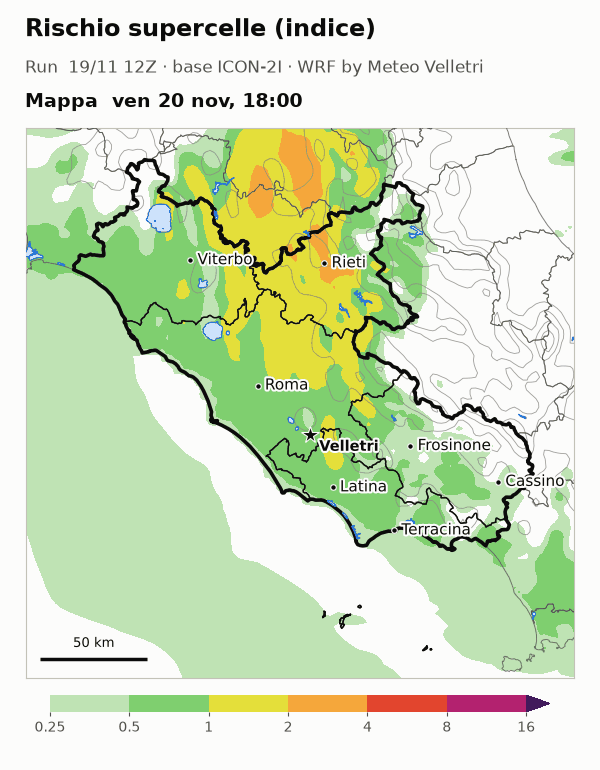 Rischio supercelle (indice)
Run  19/11 12Z · base ICON-2I · WRF by Meteo Velletri
Mappa  ven 20 nov, 18:00
Viterbo
Rieti
Roma
Velletri
Frosinone
Latina
Cassino
Terracina
50 km
0.25 0.5 1 2 4 8 16